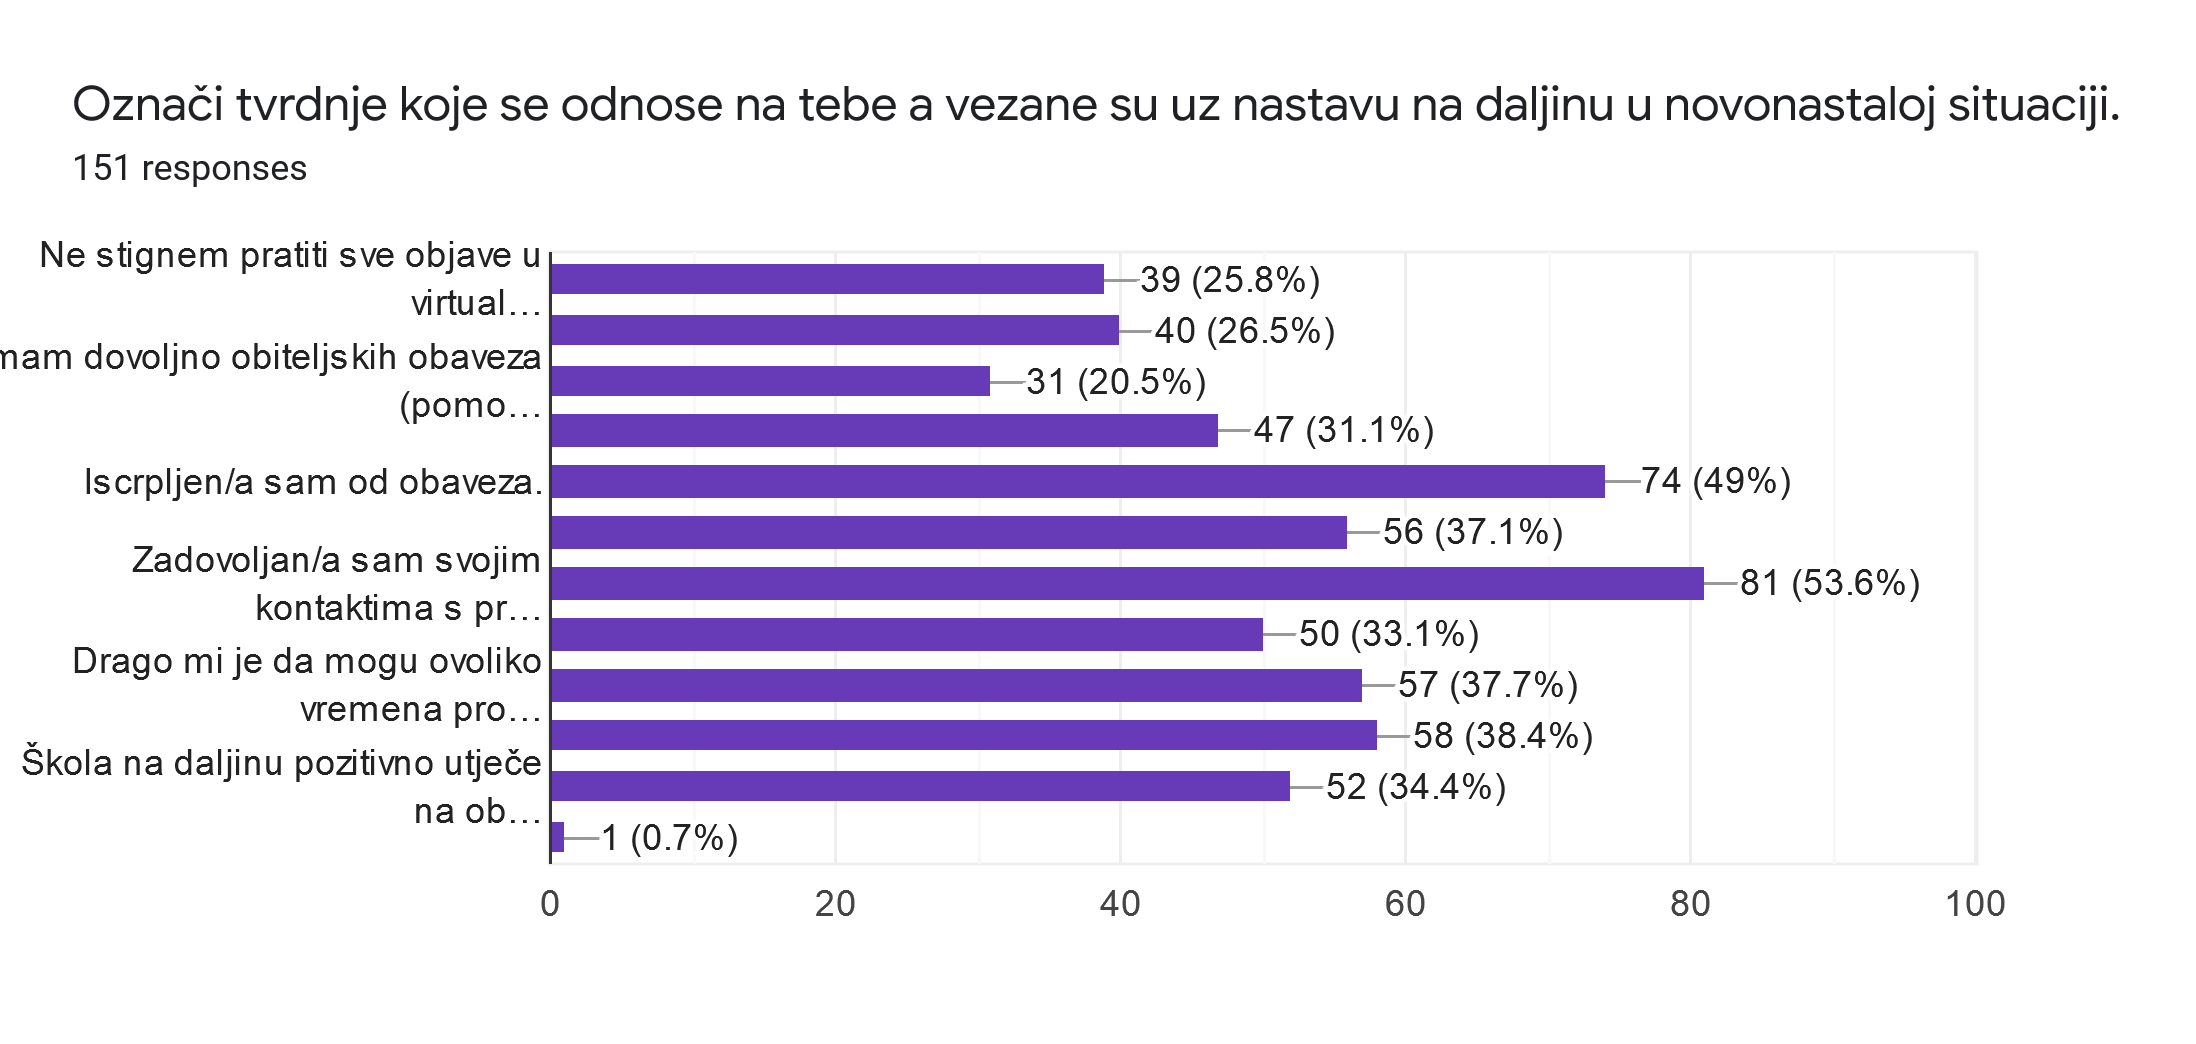 Označi tvrdnje koje se odnose na tebe a vezane su uz nastavu na daljinu u novonastaloj situaciji.
151 responses
Ne stignem pratiti sve objave u
virtual…
39 (25.8%)
40 (26.5%)
mam dovoljno obiteljskih obaveza
(pomo…
31 (20.5%)
47 (31.1%)
Iscrpljen/a sam od obaveza.
74 (49%)
56 (37.1%)
Zadovoljan/a sam svojim
kontaktima s pr…
81 (53.6%)
50 (33.1%)
Drago mi je da mogu ovoliko
vremena pro…
57 (37.7%)
58 (38.4%)
Škola na daljinu pozitivno utječe
na ob…
52 (34.4%)
1 (0.7%)
0 20 40 60 80 100